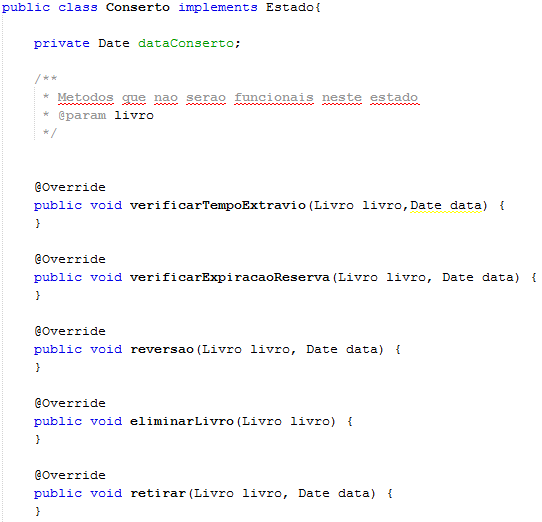 public class Conserto implements Estado{
private Date dataConserto;
/**
* Metodos que nao serao funcionais neste estado
* @param livro
*/
@Override
public void verificarTempoExtravio(Livro livro,Date data) {
}
@Override
public void verificarExpiracaoReserva(Livro livro, Date data) {
}
@Override
public void reversao(Livro livro, Date data) {
}
@Override
public void eliminarLivro(Livro livro) {
}
@Override
public void retirar(Livro livro, Date data) {
}